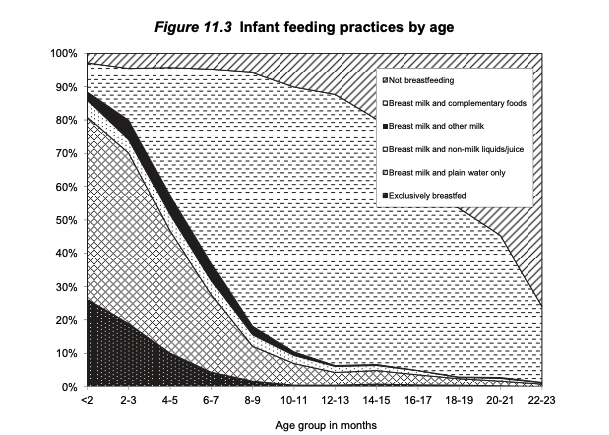 Figure 11.3 Infant feeding practices by age
100%
90%
80%
70%
60%
50%
40%
30%
20%
10%
0%
Not breastfeeding
Breast milk and complementary foods
Breast milk and other milk
Breast milk and non-milk liquids/juice
Breast milk and plain water only
Exclusively breastfed
<2 2-3 4-5 6-7 8-9 10-11 12-13 14-15 16-17 18-19 20-21 22-23
Age group in months